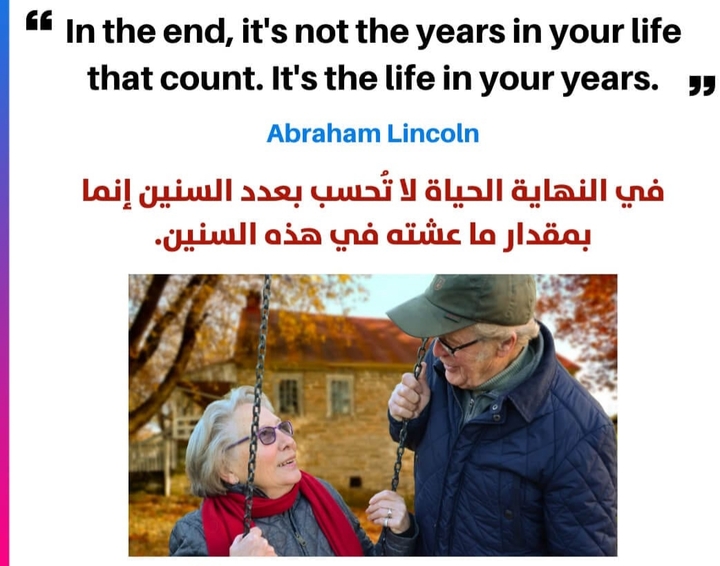 “ In the end, it's not the years in your life
that count. It's the life in your years. ”
Abraham Lincoln
في النهاية الحياة لا تُحسب بعدد السنين إنما
بمقدار ما عشته في هذه السنين.